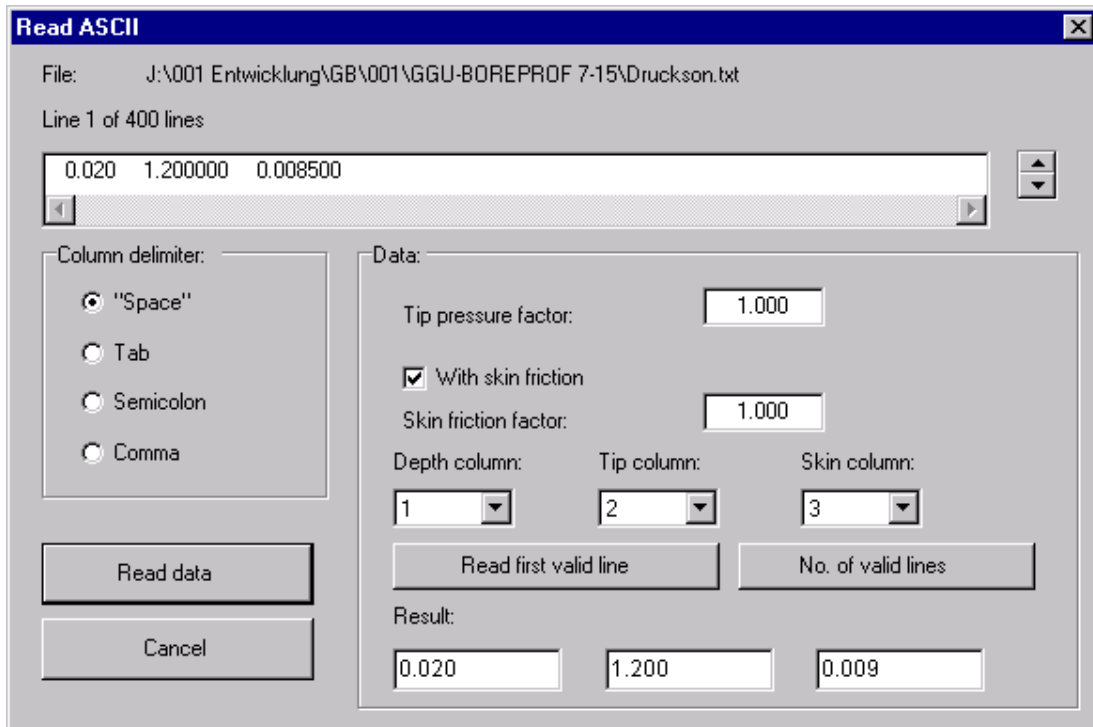 Read ASCII
File: J:\001 Entwicklung\GB\001\GGU-BOREPROF 7-15\Druckson.txt
Line 1 of 400 lines
0.020 1.200000 0.008500
Column delimiter:
"Space"
Tab
Semicolon
Comma
Read data
Cancel
Data:
Tip pressure factor: 1.000
With skin friction
Skin friction factor: 1.000
Depth column: Tip column: Skin column:
1 2 3
Read first valid line No. of valid lines
Result:
0.020 1.200 0.009